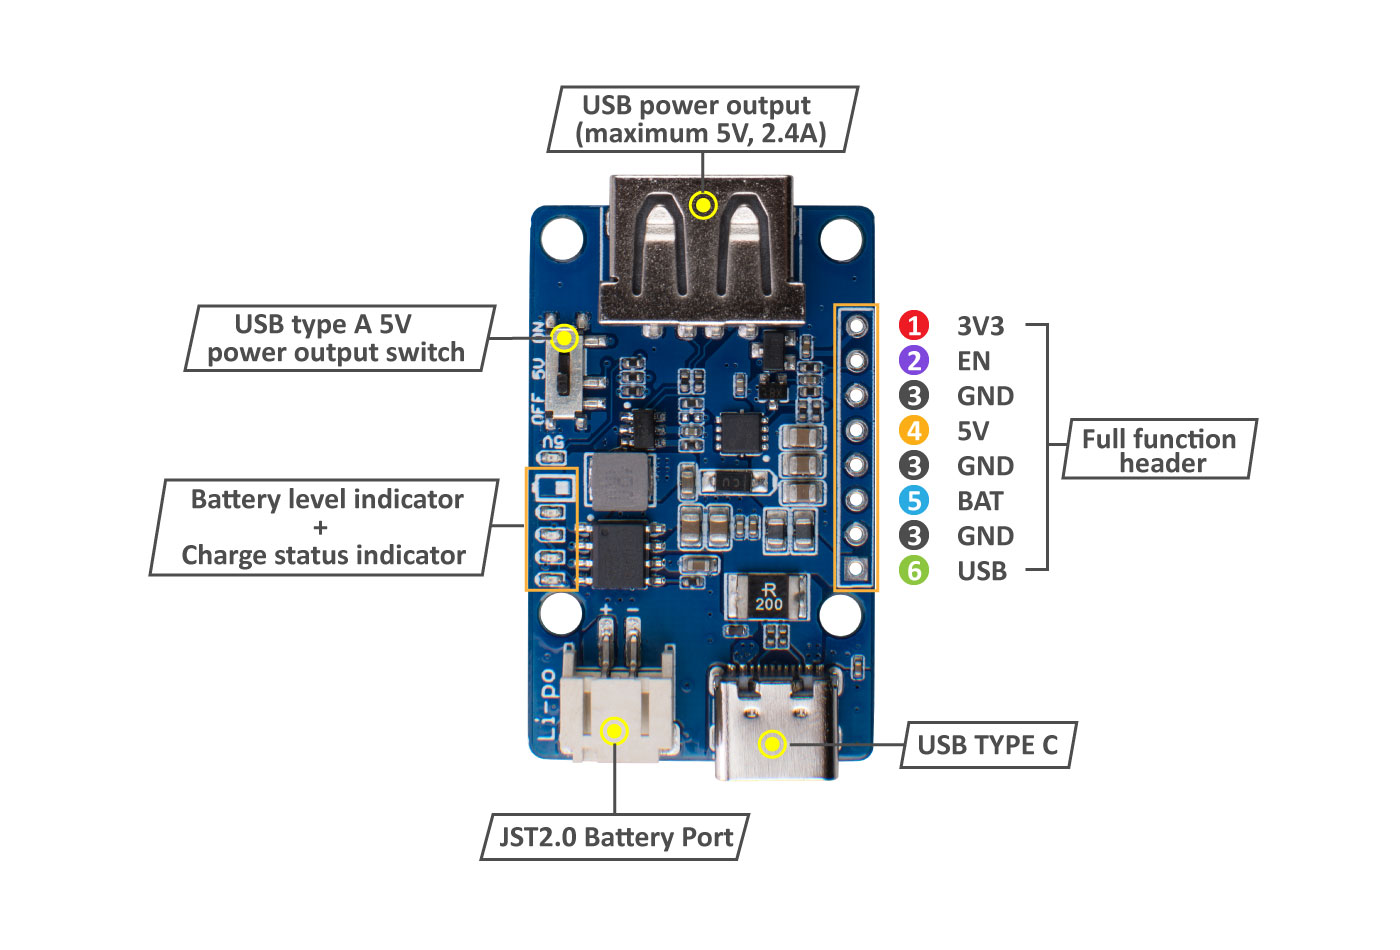 USB power output
(maximum 5V, 2.4A)
USB type A 5V
power output switch
OFF 5V ON
5V
Battery level indicator
+
Charge status indicator
1 3V3
2 EN
3 GND
4 5V
3 GND
5 BAT
3 GND
6 USB
Full function
header
R
200
+ -
Li-po
USB TYPE C
JST2.0 Battery Port